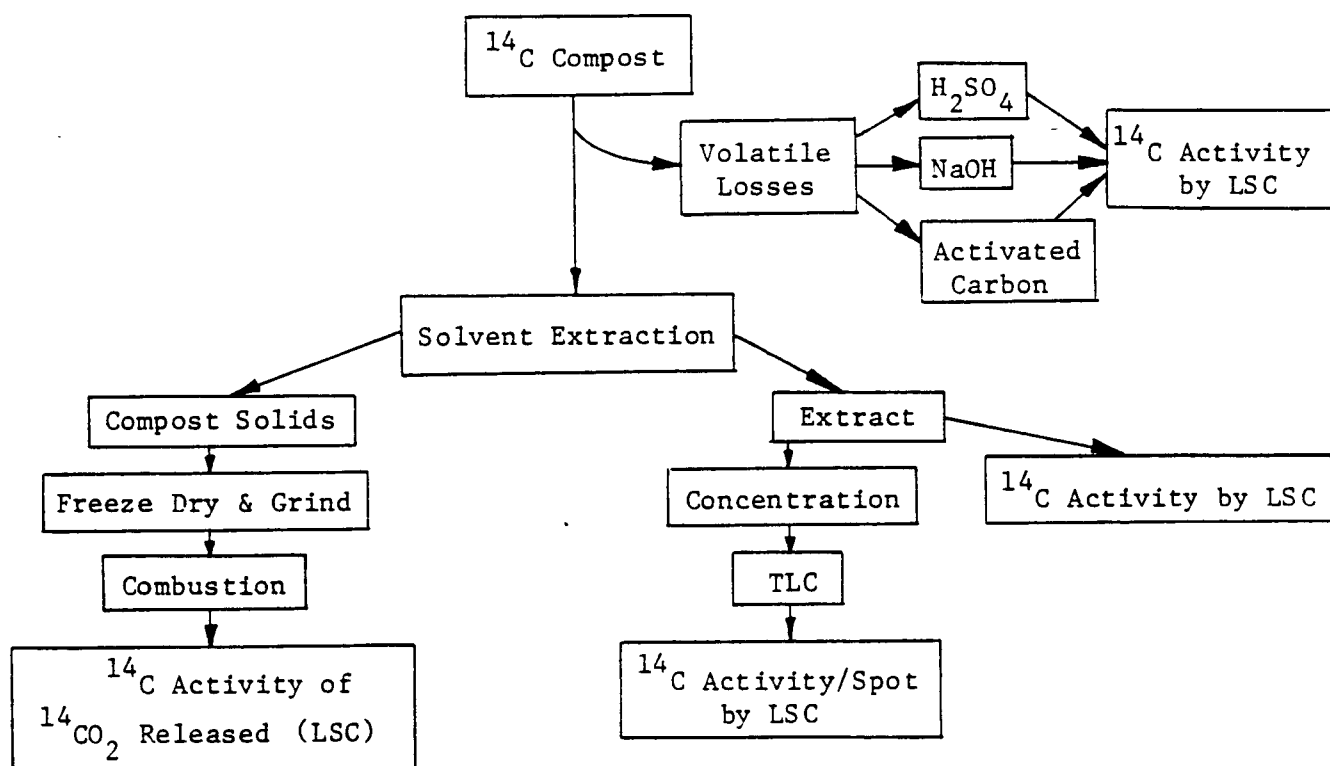 14C Compost
H2SO4
Volatile
Losses
NaOH
14C Activity
by LSC
Activated
Carbon
Solvent Extraction
Compost Solids
Extract
Freeze Dry & Grind
Concentration
14C Activity by LSC
Combustion
TLC
14C Activity of
14CO2 Released (LSC)
14C Activity/Spot
by LSC